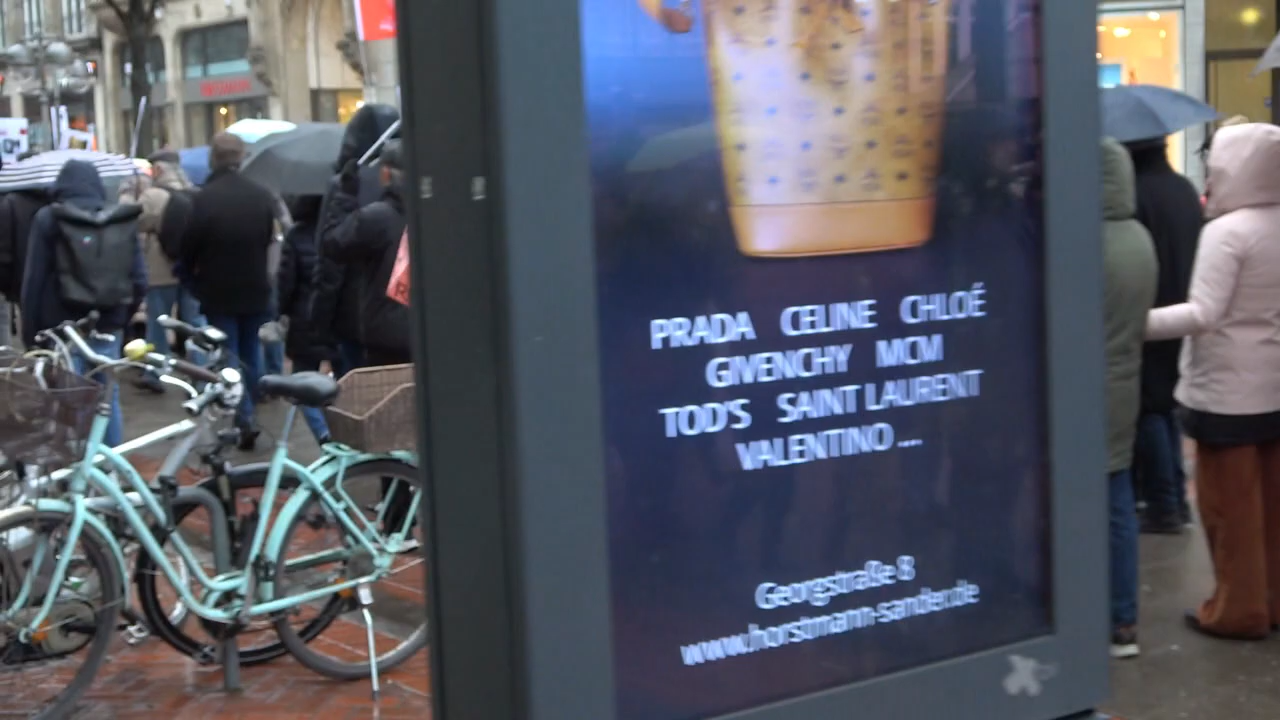 PRADA CELINE CHLOÉ
GIVENCHY MCM
TOD'S SAINT LAURENT
VALENTINO ...
Georgstraße 8
www.horstmann-sander.de